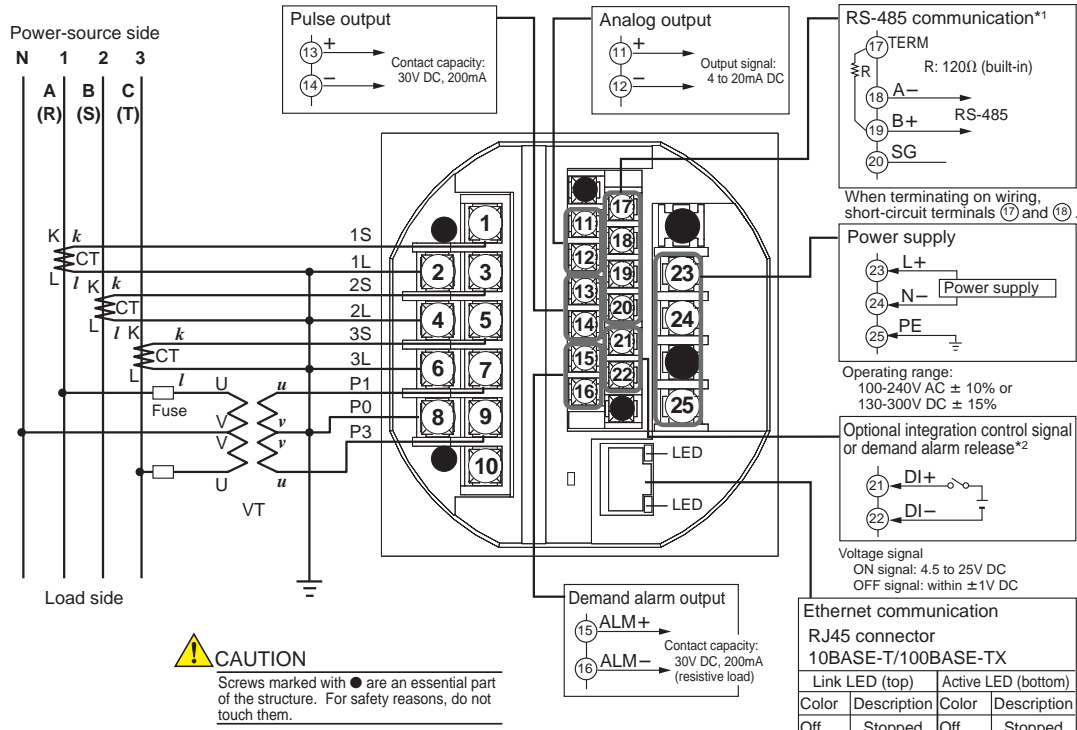 Power-source side
N 1 2 3
A B C
(R) (S) (T)
Pulse output
13 +
14 −
Contact capacity:
30V DC, 200mA
Analog output
11 +
12 −
Output signal:
4 to 20mA DC
RS-485 communication*1
17 TERM
R
R: 120Ω (built-in)
18 A−
19 B+
RS-485
20 SG
When terminating on wiring,
short-circuit terminals ⑰ and ⑱.
Power supply
23 L+
24 N−
Power supply
25 PE
Operating range:
100-240V AC ± 10% or
130-300V DC ± 15%
Optional integration control signal
or demand alarm release*2
21 DI+
22 DI−
Voltage signal
ON signal: 4.5 to 25V DC
OFF signal: within ±1V DC
K k
CT
L l
K k
CT
L l
K k
CT
L l
Fuse
U u
V v
V v
U u
VT
1S
1L
2S
2L
3S
3L
P1
P0
P3
1
2 3
4 5
6 7
8 9
10
11
12
13
14
15
16
17
18
19
20
21
22
23
24
25
LED
LED
Load side
Demand alarm output
15 ALM+
16 ALM−
Contact capacity:
30V DC, 200mA
(resistive load)
Ethernet communication
RJ45 connector
10BASE-T/100BASE-TX
Link LED (top) Active LED (bottom)
Color Description Color Description
Off Stopped Off Stopped
! CAUTION
Screws marked with ● are an essential part
of the structure. For safety reasons, do not
touch them.